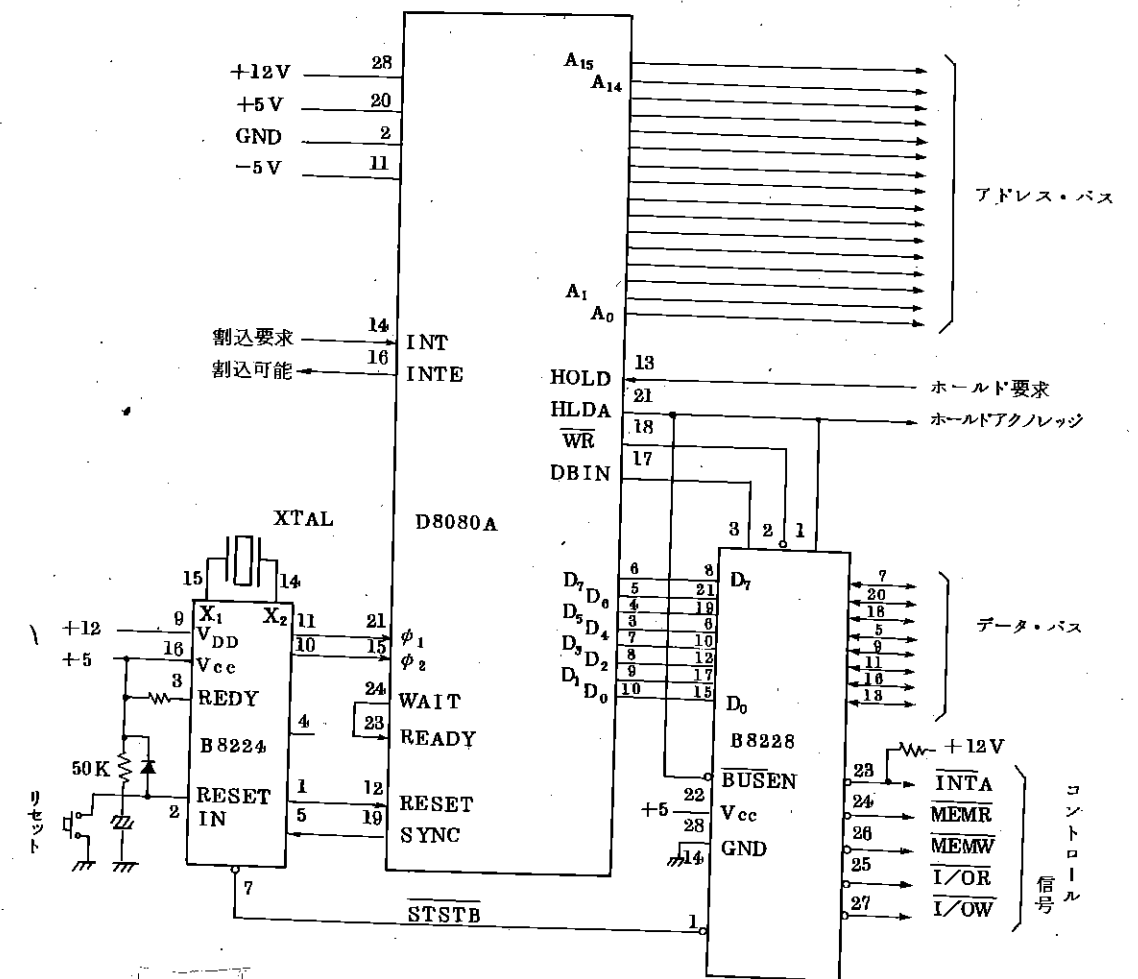 +12V 28
+5V 20
GND 2
−5V 11
A15
A14
A1
A0
アドレス・バス
割込要求 14 INT
割込可能 16 INTE
HOLD 13 ホールド要求
HLDA 21 ホールドアクノレッジ
WR 18
DBIN 17
D8080A
XTAL
15 14
X1 X2
+12 9 VDD
+5 16 Vcc
3 REDY
B8224
50K
リセット
2 RESET IN
11 21 φ1
10 15 φ2
4
24 WAIT
23 READY
1 12 RESET
5 19 SYNC
7
STSTB
1
3 2 1
D7 6 8 D7
D6 5 21
D5 4 19
D4 3 6
D3 7 10
D2 8 12
D1 9 17
D0 10 15 D0
7
20
18
5
9
11
16
13
データ・バス
B8228
BUSEN
+5 22 Vcc
28
14 GND
+12V
23 INTA
24 MEMR
26 MEMW
25 I/OR
27 I/OW
コントロール
信号